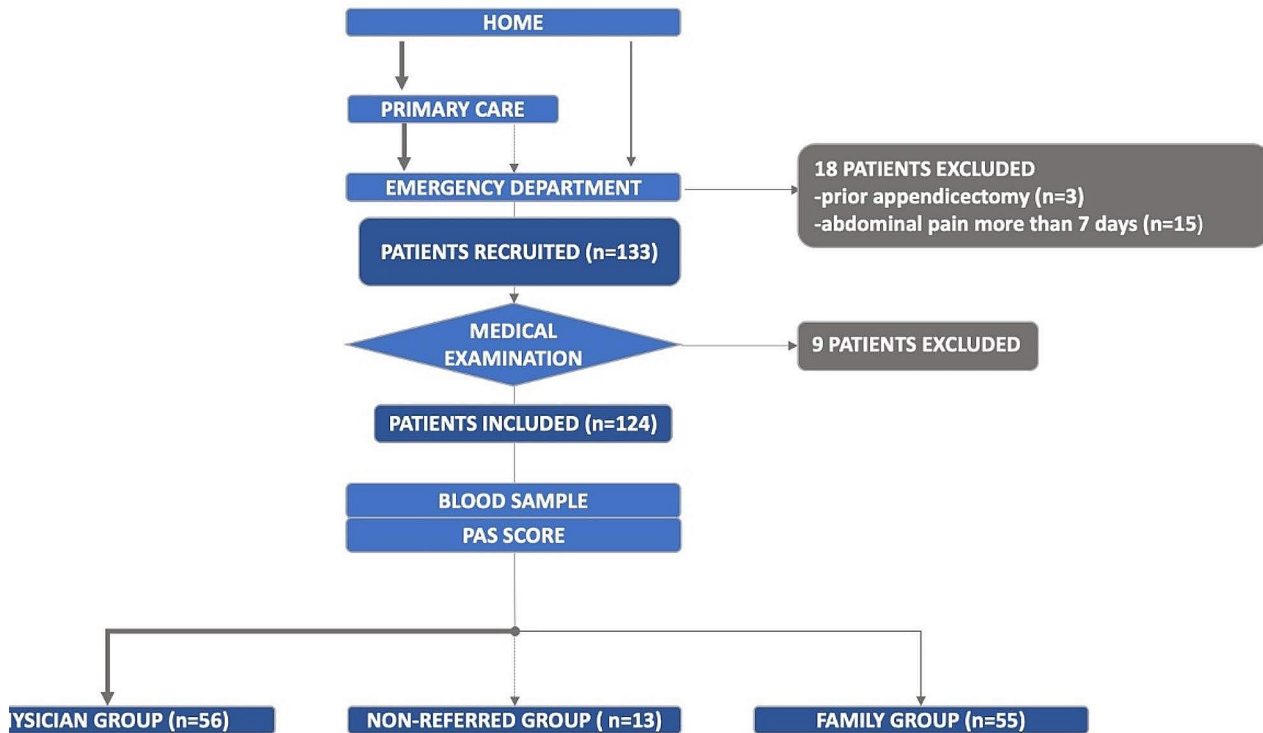 HOME
PRIMARY CARE
EMERGENCY DEPARTMENT
18 PATIENTS EXCLUDED
-prior appendicectomy (n=3)
-abdominal pain more than 7 days (n=15)
PATIENTS RECRUITED (n=133)
MEDICAL
EXAMINATION
9 PATIENTS EXCLUDED
PATIENTS INCLUDED (n=124)
BLOOD SAMPLE
PAS SCORE
HYSICIAN GROUP (n=56)
NON-REFERRED GROUP ( n=13)
FAMILY GROUP (n=55)